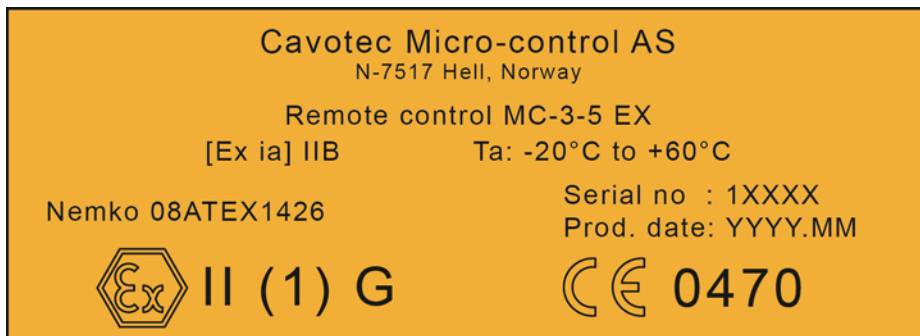 Cavotec Micro-control AS
N-7517 Hell, Norway
Remote control MC-3-5 EX
[Ex ia] IIB Ta: -20°C to +60°C
Nemko 08ATEX1426
Serial no : 1XXXX
Prod. date: YYYY.MM
Ex II (1) G
CE 0470